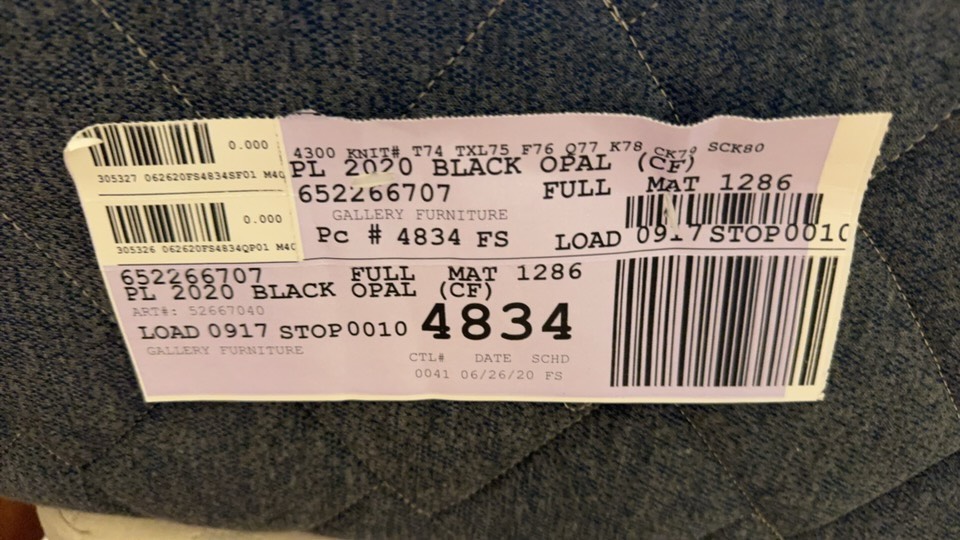 0.000
305327 062620FS4834SF01 M4C
0.000
305326 062620FS4834QP01 M4C
4300 KNIT# T74 TXL75 F76 Q77 K78 CK79 SCK80
PL 2020 BLACK OPAL (CF)
652266707 FULL MAT 1286
GALLERY FURNITURE
Pc # 4834 FS LOAD 0917 STOP0010
652266707 FULL MAT 1286
PL 2020 BLACK OPAL (CF)
ART#: 52667040
LOAD 0917 STOP0010 4834
GALLERY FURNITURE
CTL# DATE SCHD
0041 06/26/20 FS